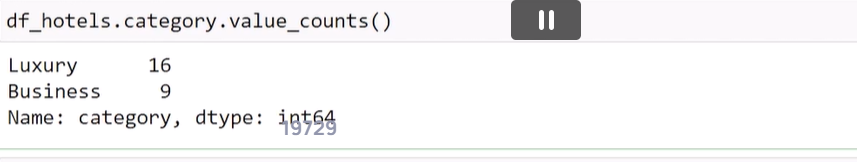 df_hotels.category.value_counts()
Luxury      16
Business     9
Name: category, dtype: int64
19729